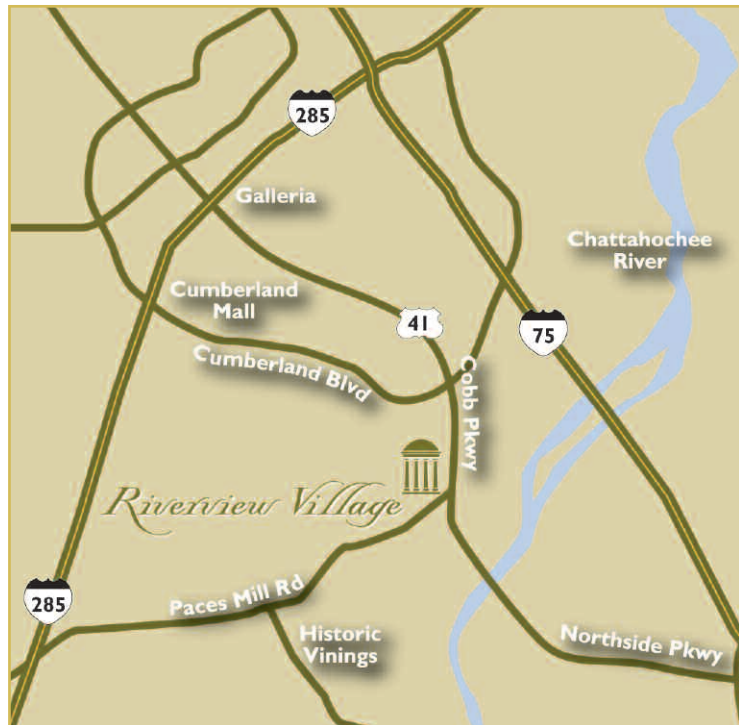 285
Galleria
Chattahochee
River
Cumberland
Mall
41
75
Cumberland Blvd
Cobb Pkwy
Riverview Village
285
Paces Mill Rd
Historic
Vinings
Northside Pkwy